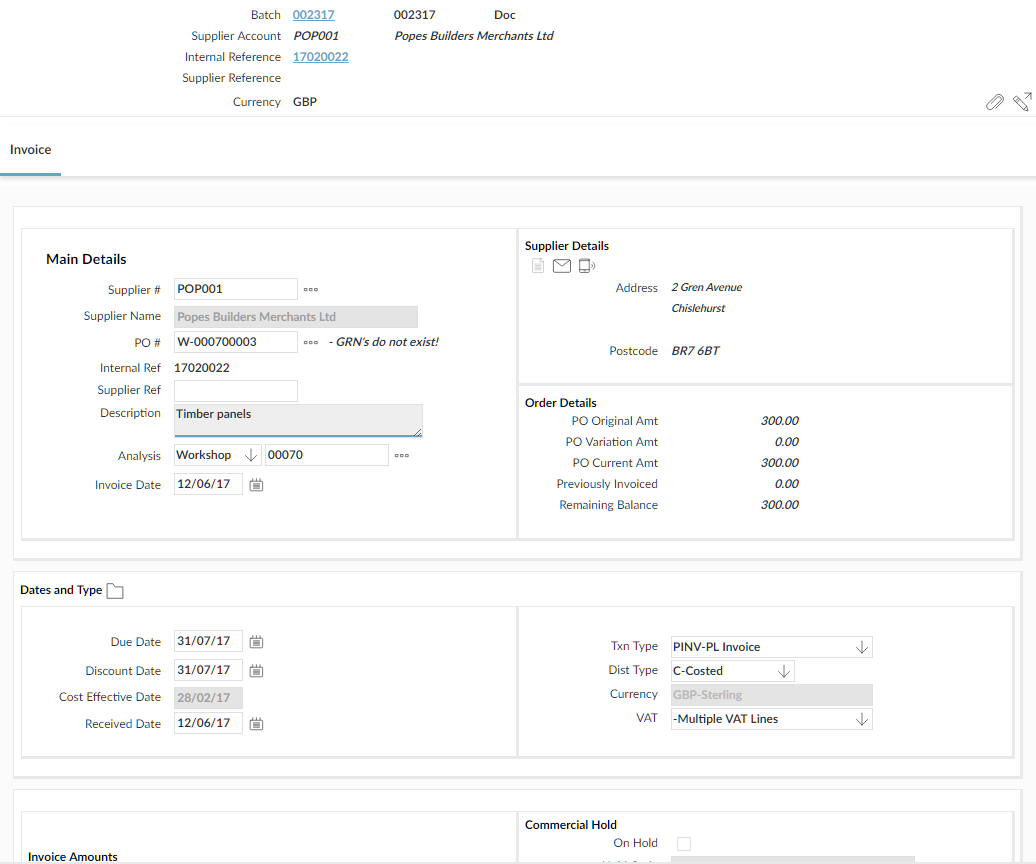 Batch 002317 002317 Doc
Supplier Account POP001 Popes Builders Merchants Ltd
Internal Reference 17020022
Supplier Reference
Currency GBP
Invoice
Main Details
Supplier # POP001
Supplier Name Popes Builders Merchants Ltd
PO # W-000700003 - GRN's do not exist!
Internal Ref 17020022
Supplier Ref
Description Timber panels
Analysis Workshop 00070
Invoice Date 12/06/17
Supplier Details
Address 2 Gren Avenue
Chislehurst
Postcode BR7 6BT
Order Details
PO Original Amt 300.00
PO Variation Amt 0.00
PO Current Amt 300.00
Previously Invoiced 0.00
Remaining Balance 300.00
Dates and Type
Due Date 31/07/17
Discount Date 31/07/17
Cost Effective Date 28/02/17
Received Date 12/06/17
Txn Type PINV-PL Invoice
Dist Type C-Costed
Currency GBP-Sterling
VAT -Multiple VAT Lines
Invoice Amounts
Commercial Hold
On Hold